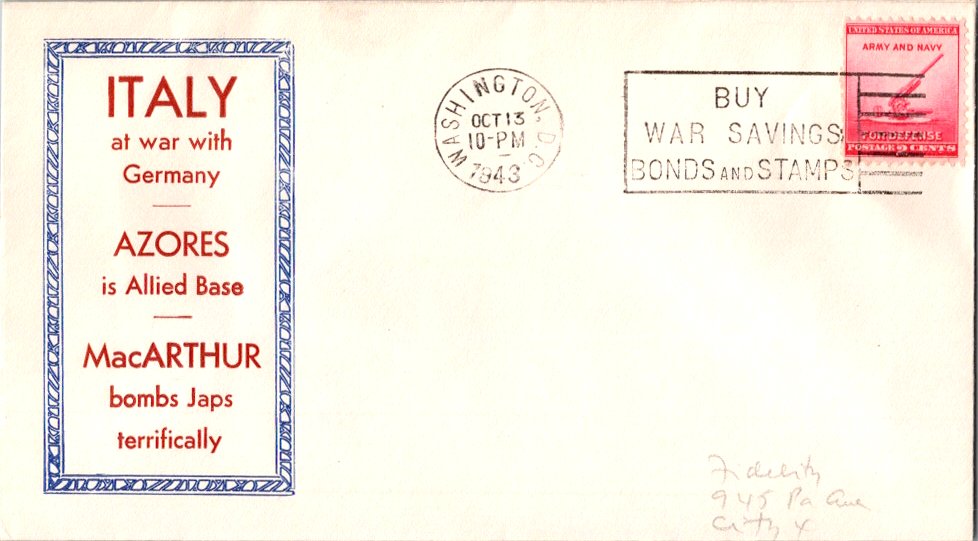 ITALY
at war with
Germany
AZORES
is Allied Base
MacARTHUR
bombs Japs
terrifically
WASHINGTON, D.C.
OCT 13
10-PM
1943
BUY
WAR SAVINGS
BONDS AND STAMPS
UNITED STATES OF AMERICA
ARMY AND NAVY
FOR DEFENSE
POSTAGE 2 CENTS
Fidelity
945 Pa Ave
City